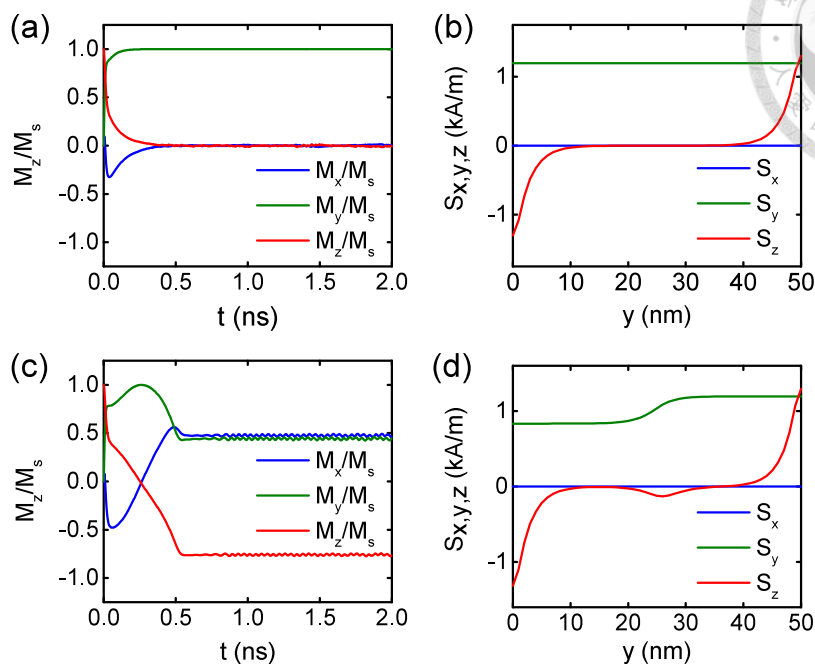 (a)
M_z/M_s
1.0
0.5
0.0
-0.5
-1.0
M_x/M_s
M_y/M_s
M_z/M_s
0.0 0.5 1.0 1.5 2.0
t (ns)
(b)
S_x,y,z (kA/m)
1
0
-1
S_x
S_y
S_z
0 10 20 30 40 50
y (nm)
(c)
M_z/M_s
1.0
0.5
0.0
-0.5
-1.0
M_x/M_s
M_y/M_s
M_z/M_s
0.0 0.5 1.0 1.5 2.0
t (ns)
(d)
S_x,y,z (kA/m)
1
0
-1
S_x
S_y
S_z
0 10 20 30 40 50
y (nm)